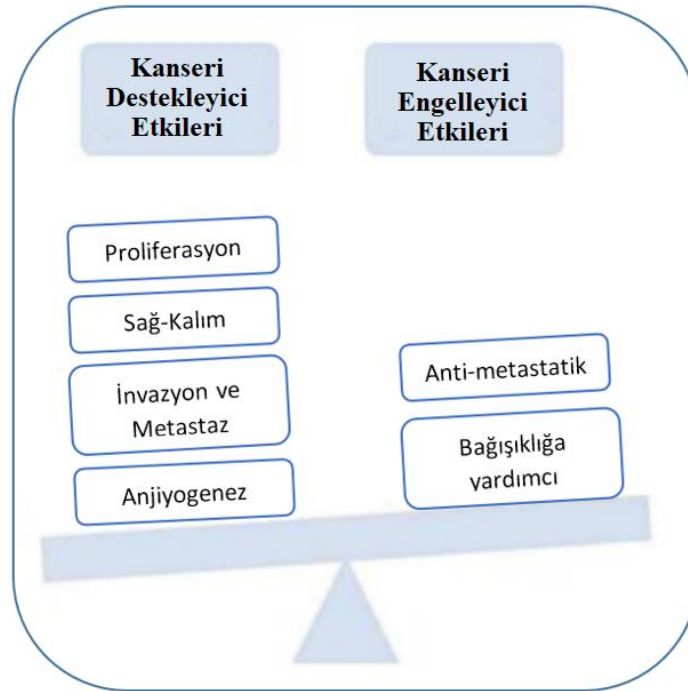 Kanseri
Destekleyici
Etkileri
Kanseri
Engelleyici
Etkileri
Proliferasyon
Sağ-Kalım
İnvazyon ve
Metastaz
Anjiyogenez
Anti-metastatik
Bağışıklığa
yardımcı